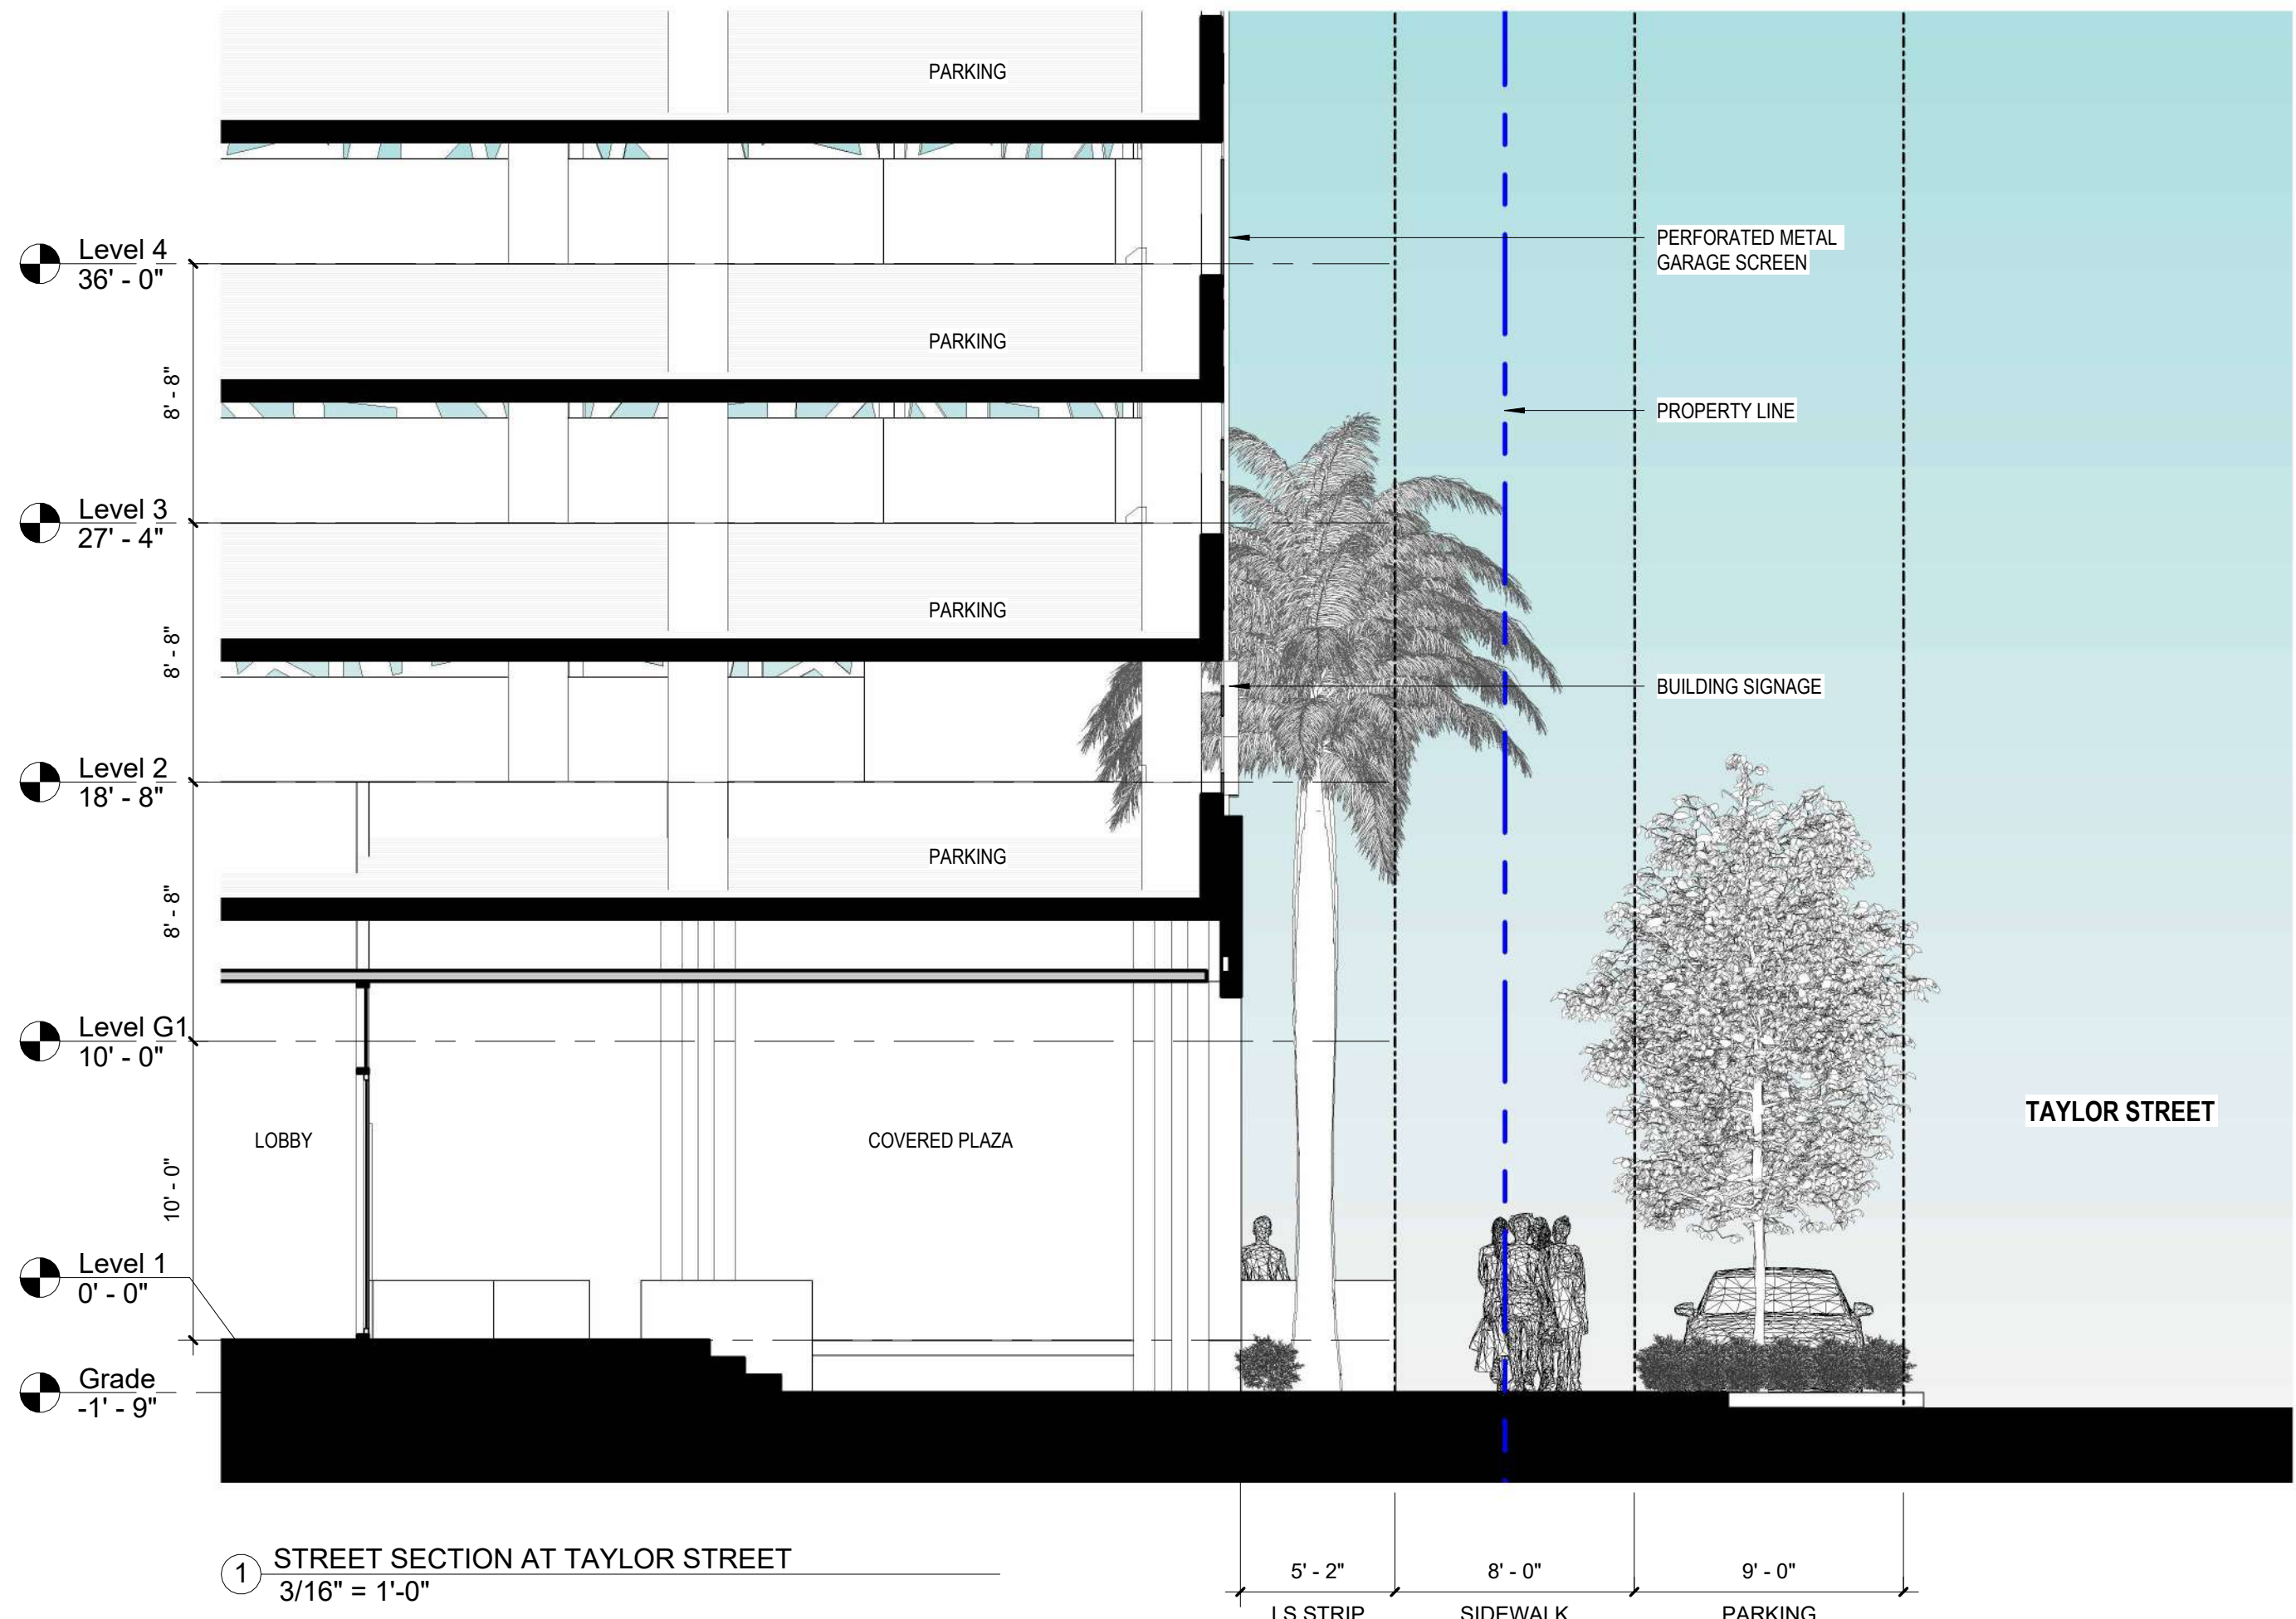 PARKING
Level 4
36' - 0"
PERFORATED METAL
GARAGE SCREEN
PARKING
8' - 8"
PROPERTY LINE
Level 3
27' - 4"
PARKING
8' - 8"
BUILDING SIGNAGE
Level 2
18' - 8"
PARKING
8' - 8"
Level G1
10' - 0"
TAYLOR STREET
LOBBY
COVERED PLAZA
10' - 0"
Level 1
0' - 0"
Grade
-1' - 9"
1
STREET SECTION AT TAYLOR STREET
3/16" = 1'-0"
5' - 2"
8' - 0"
9' - 0"
LS STRIP
SIDEWALK
PARKING